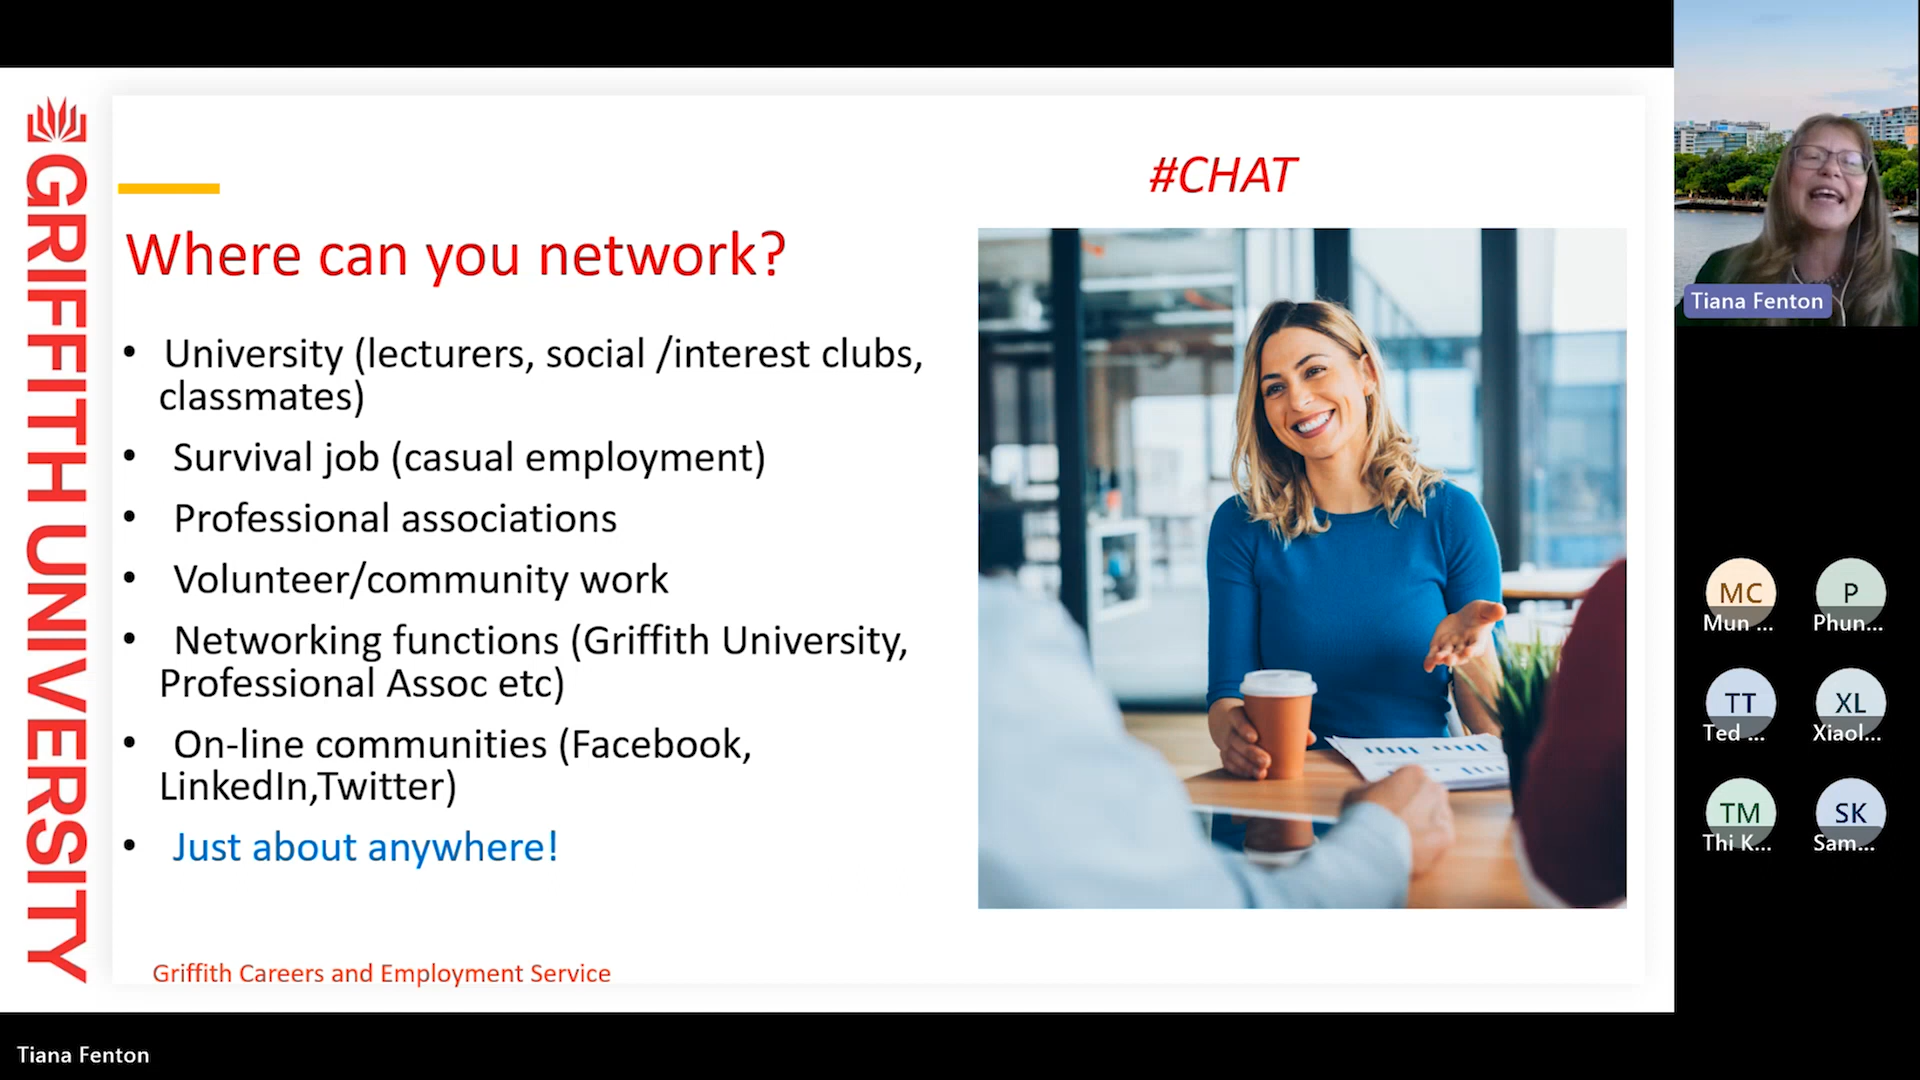 GRIFFITH UNIVERSITY
#CHAT
Where can you network?
• University (lecturers, social /interest clubs,
classmates)
• Survival job (casual employment)
• Professional associations
• Volunteer/community work
• Networking functions (Griffith University,
Professional Assoc etc)
• On-line communities (Facebook,
LinkedIn,Twitter)
• Just about anywhere!
Griffith Careers and Employment Service
Tiana Fenton
MC
Mun ...
P
Phun...
TT
Ted ...
XL
Xiaol...
TM
Thi K...
SK
Sam...
Tiana Fenton